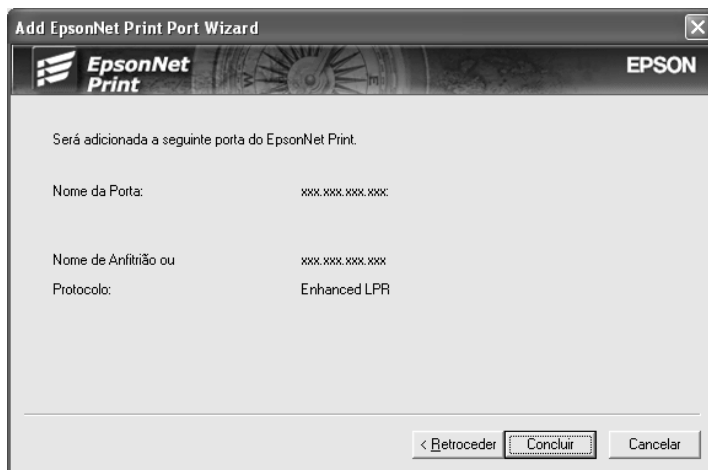 Add EpsonNet Print Port Wizard
EpsonNet
Print
EPSON
Será adicionada a seguinte porta do EpsonNet Print.
Nome da Porta: xxx.xxx.xxx.xxx:
Nome de Anfitrião ou xxx.xxx.xxx.xxx
Protocolo: Enhanced LPR
< Retroceder Concluir Cancelar